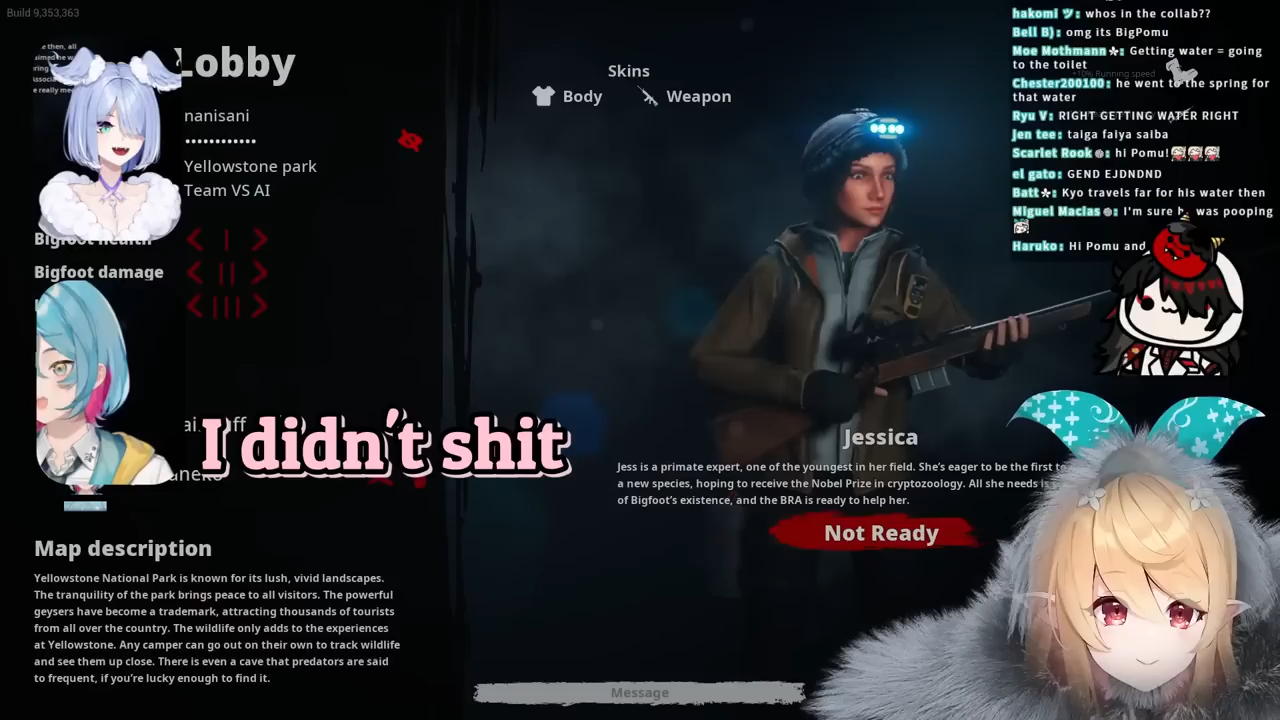 Build 9,353,363
e then, all
Lobby
nanisani
••••••••••••
Yellowstone park
Team VS AI
Bigfoot health
I
Bigfoot damage
II
III
I didn't shit
Map description
Yellowstone National Park is known for its lush, vivid landscapes.
The tranquility of the park brings peace to all visitors. The powerful
geysers have become a trademark, attracting thousands of tourists
from all over the country. The wildlife only adds to the experiences
at Yellowstone. Any camper can go out on their own to track wildlife
and see them up close. There is even a cave that predators are said
to frequent, if you're lucky enough to find it.
Skins
Body
Weapon
Jessica
Jess is a primate expert, one of the youngest in her field. She's eager to be the first to
a new species, hoping to receive the Nobel Prize in cryptozoology. All she needs is
of Bigfoot's existence, and the BRA is ready to help her.
Not Ready
Message
+10% Running speed
hakomi ツ: whos in the collab??
Bell B): omg its BigPomu
Moe Mothmann: Getting water = going
to the toilet
Chester200100: he went to the spring for
that water
Ryu V: RIGHT GETTING WATER RIGHT
Jen tee: taiga faiya saiba
Scarlet Rook: hi Pomu!
el gato: GEND EJDNDND
Batt: Kyo travels far for his water then
Miguel Macias: I'm sure he was pooping
Haruko: Hi Pomu and